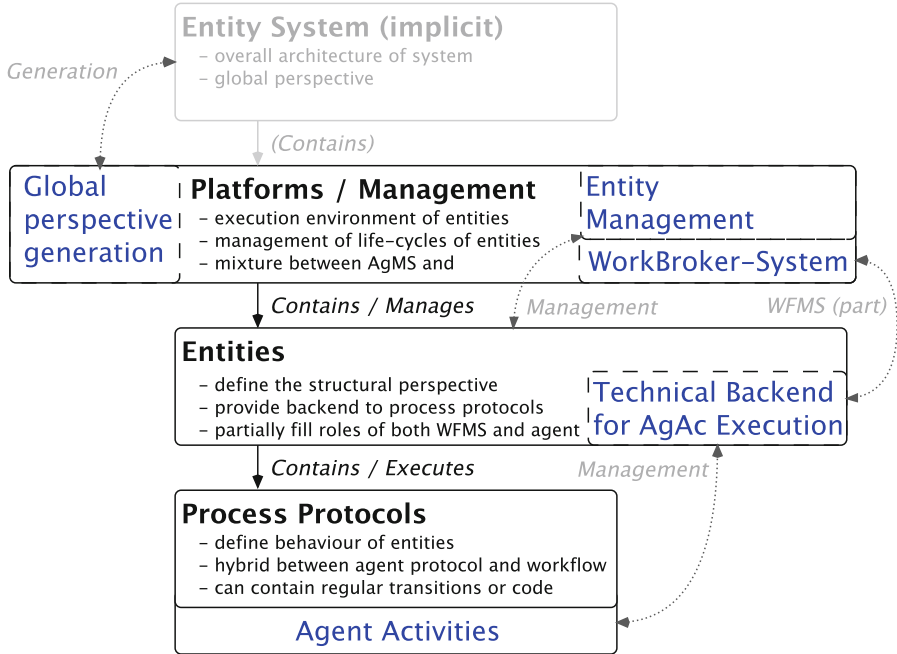 Entity System (implicit)
– overall architecture of system
– global perspective
Generation
(Contains)
Global
perspective
generation
Platforms / Management
– execution environment of entities
– management of life-cycles of entities
– mixture between AgMS and
Entity
Management
WorkBroker-System
Contains / Manages
Management
WFMS (part)
Entities
– define the structural perspective
– provide backend to process protocols
– partially fill roles of both WFMS and agent
Technical Backend
for AgAc Execution
Contains / Executes
Management
Process Protocols
– define behaviour of entities
– hybrid between agent protocol and workflow
– can contain regular transitions or code
Agent Activities